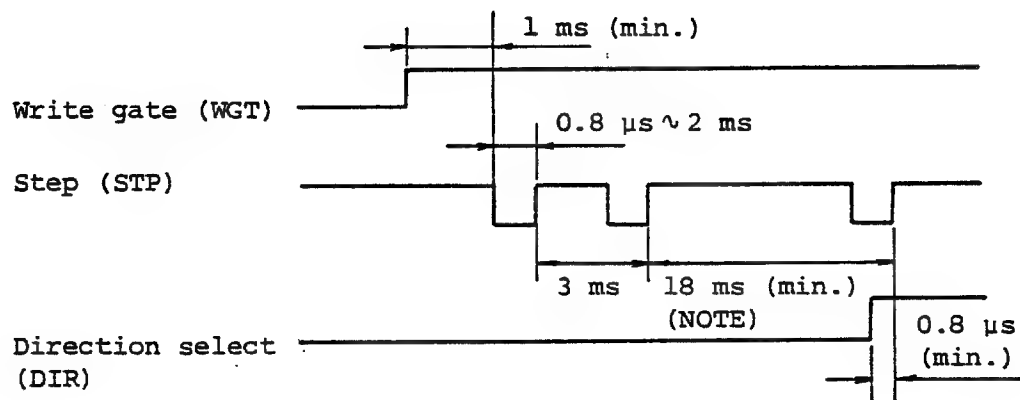 1 ms (min.)
Write gate (WGT)
0.8 µs ~ 2 ms
Step (STP)
3 ms
18 ms (min.)
(NOTE)
Direction select
(DIR)
0.8 µs
(min.)